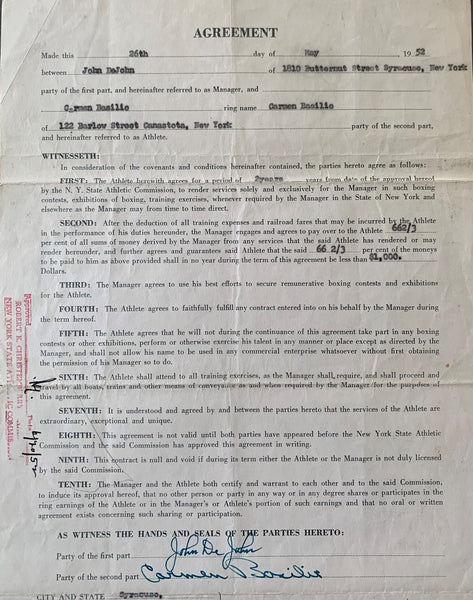 AGREEMENT
Made this 26th day of May, 1952
between John DeJohn of 1810 Butternut Street Syracuse, New York
party of the first part, and hereinafter referred to as Manager, and
Carmen Basilio ring name Carmen Basilio
of 122 Barlow Street Canastota, New York party of the second part,
and hereinafter referred to as Athlete.
WITNESSETH:
In consideration of the covenants and conditions hereinafter contained, the parties hereto agree as follows:
FIRST: The Athlete herewith agrees for a period of 2years years from date of the approval hereof
by the N. Y. State Athletic Commission, to render services solely and exclusively for the Manager in such boxing
contests, exhibitions of boxing, training exercises, whenever required by the Manager in the State of New York and
elsewhere as the Manager may from time to time direct.
SECOND: After the deduction of all training expenses and railroad fares that may be incurred by the Athlete
in the performance of his duties hereunder, the Manager engages and agrees to pay over to the Athlete 662/3
per cent of all sums of money derived by the Manager from any services that the said Athlete has rendered or may
render hereunder, and further agrees and guarantees said Athlete that the said 66 2/3 per cent of the moneys
to be paid to him as above provided shall in no year during the term of this agreement be less than $1,000.
Dollars.
THIRD: The Manager agrees to use his best efforts to secure remunerative boxing contests and exhibitions
for the Athlete.
FOURTH: The Athlete agrees to faithfully fulfill any contract entered into on his behalf by the Manager during
the term hereof.
FIFTH: The Athlete agrees that he will not during the continuance of this agreement take part in any boxing
contests or other exhibitions, perform or otherwise exercise his talent in any manner or place except as directed by the
Manager, and shall not allow his name to be used in any commercial enterprise whatsoever without first obtaining
the permission of his Manager so to do.
SIXTH: The Athlete shall attend to all training exercises, as the Manager shall require, and shall proceed and
travel by all boats, trains and other means of conveyance as and when required by the Manager for the purposes of
this agreement.
SEVENTH: It is understood and agreed by and between the parties hereto that the services of the Athlete are
extraordinary, exceptional and unique.
EIGHTH: This agreement is not valid until both parties have appeared before the New York State Athletic
Commission and the said Commission has approved this agreement in writing.
NINTH: This contract is null and void if during its term either the Athlete or the Manager is not duly licensed
by the said Commission.
TENTH: The Manager and the Athlete both certify and warrant to each other and to the said Commission,
to induce its approval hereof, that no other person or party in any way or in any degree shares or participates in the
ring earnings of the Athlete or in the Manager's or Athlete's portion of such earnings and that no oral or written
agreement exists concerning such sharing or participation.
AS WITNESS THE HANDS AND SEALS OF THE PARTIES HERETO:
Party of the first part John De John
Party of the second part Carmen Basilio
CITY AND STATE Syracuse,
Approved
ROBERT K. CHRISTENBERRY
NEW YORK STATE